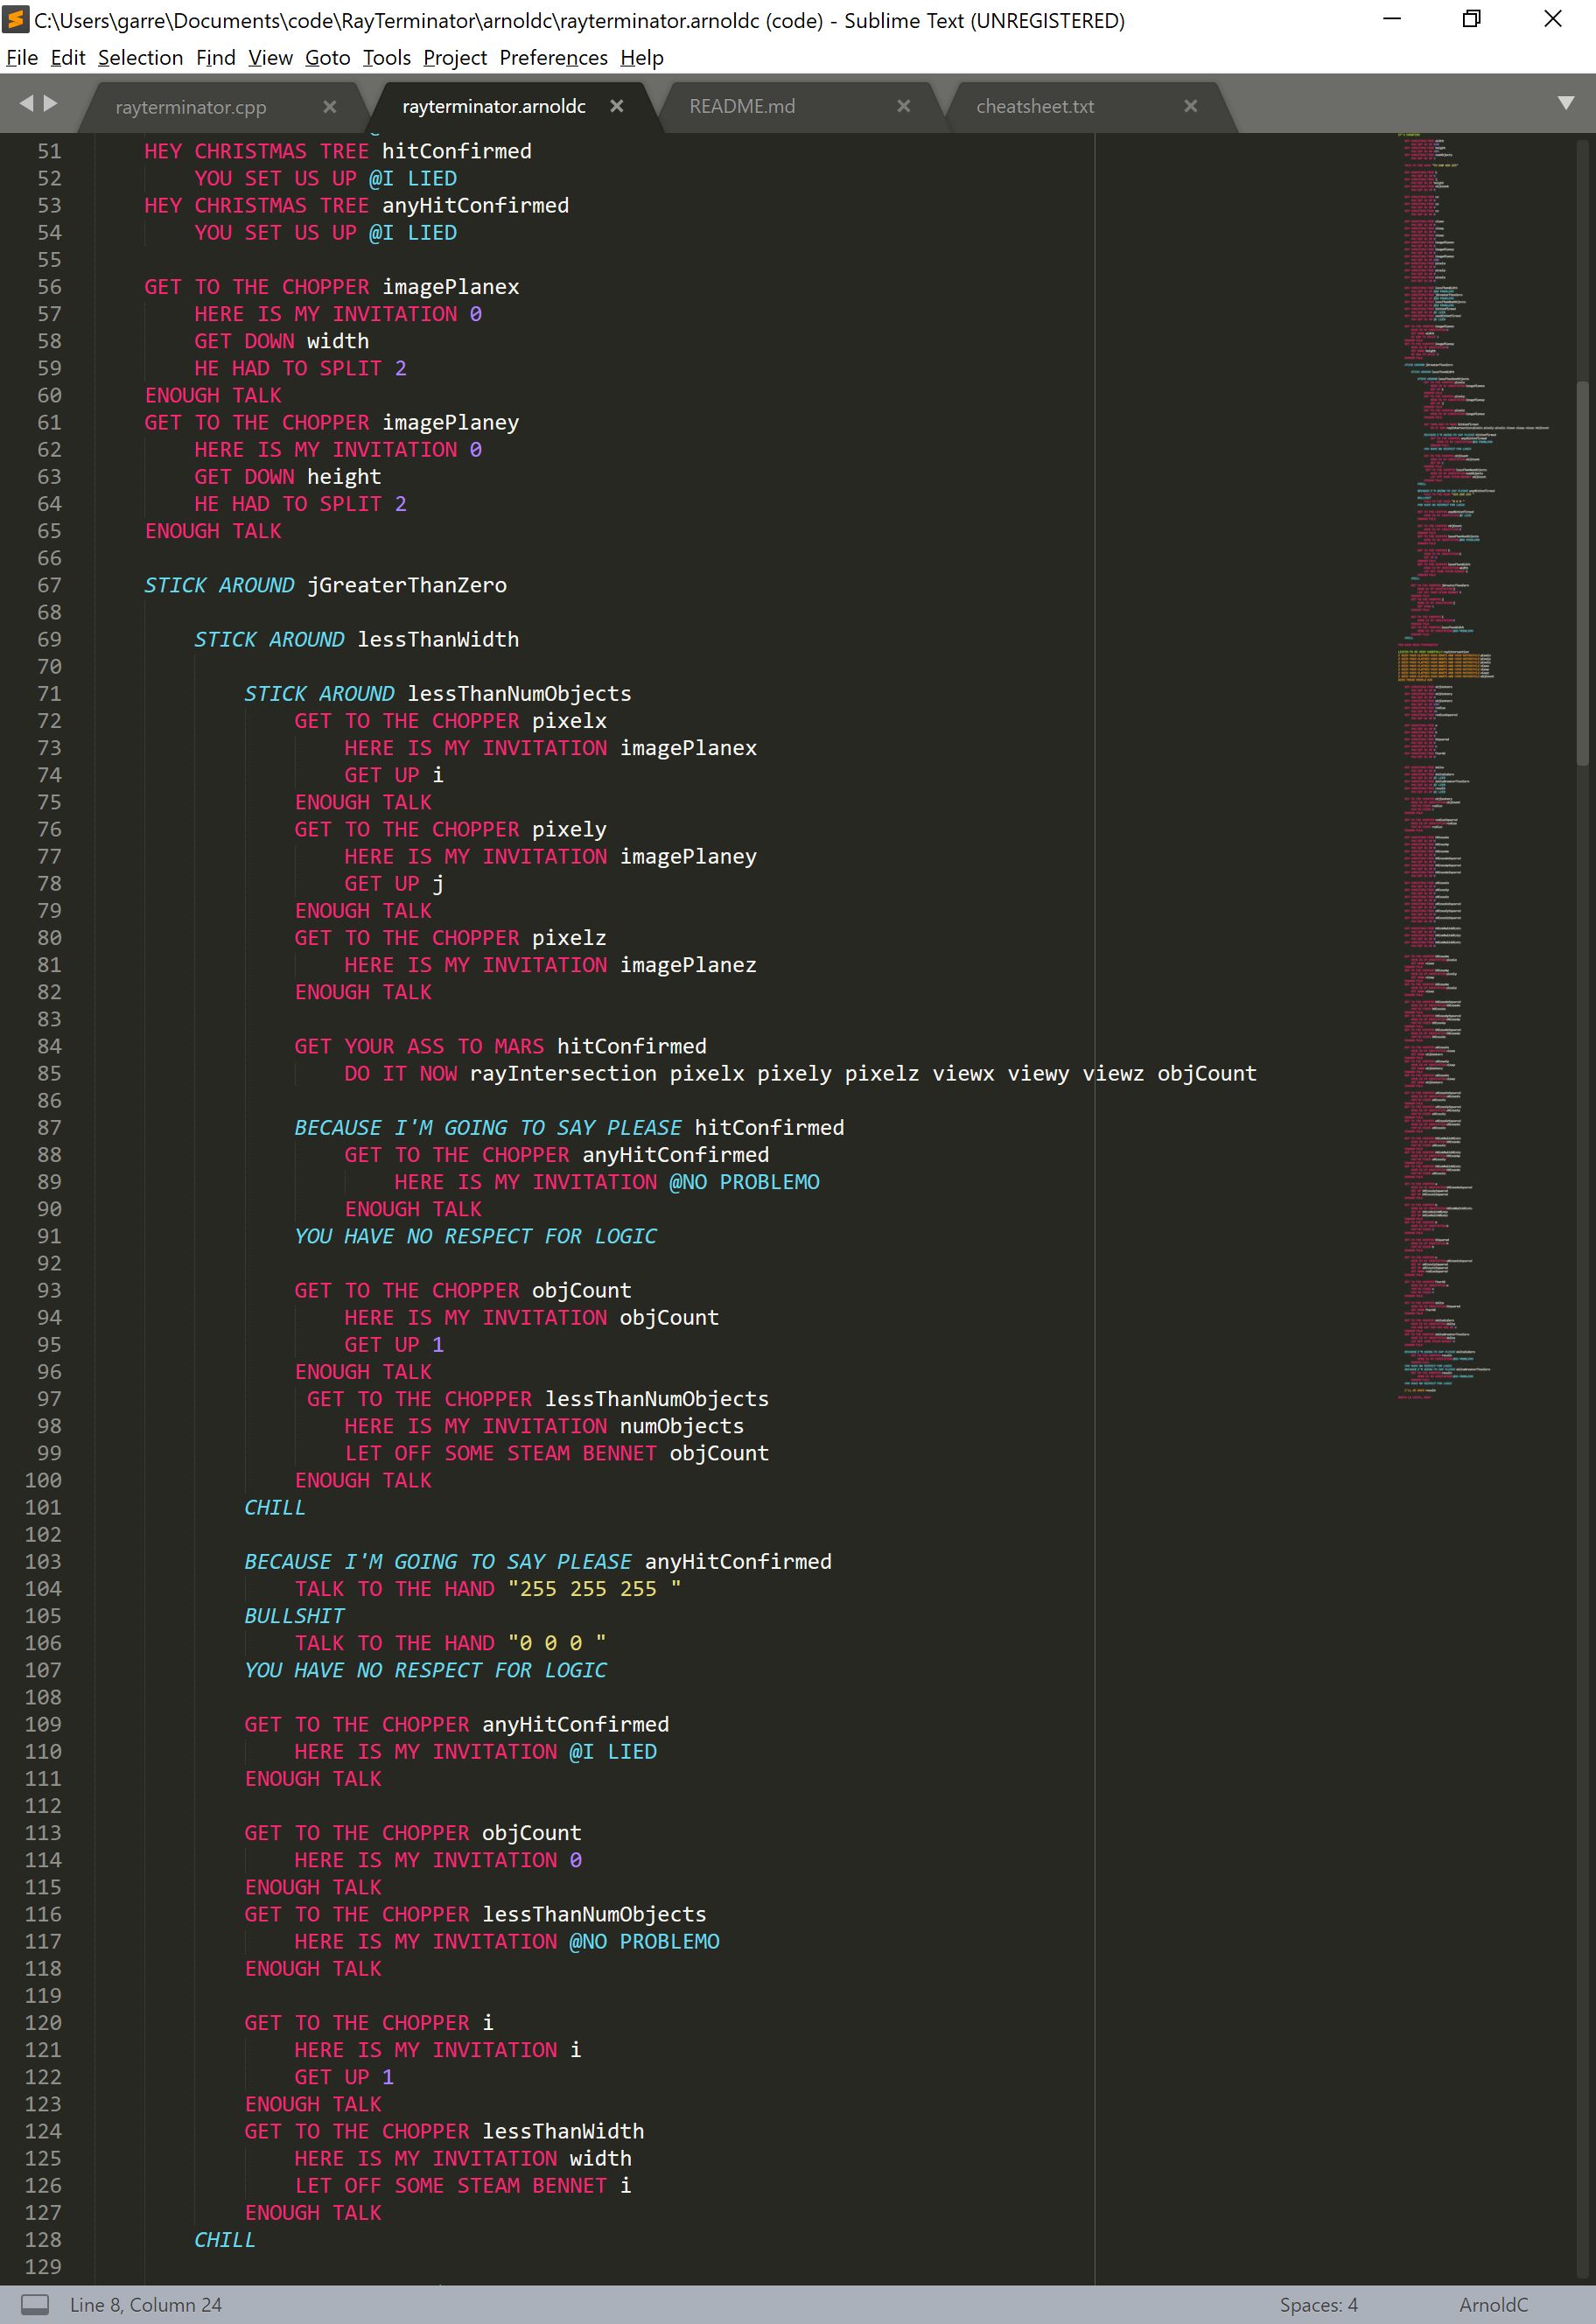 C:\Users\garre\Documents\code\RayTerminator\arnoldc\rayterminator.arnoldc (code) - Sublime Text (UNREGISTERED)
File Edit Selection Find View Goto Tools Project Preferences Help
rayterminator.cpp rayterminator.arnoldc README.md cheatsheet.txt
51 HEY CHRISTMAS TREE hitConfirmed
52 YOU SET US UP @I LIED
53 HEY CHRISTMAS TREE anyHitConfirmed
54 YOU SET US UP @I LIED
55
56 GET TO THE CHOPPER imagePlanex
57 HERE IS MY INVITATION 0
58 GET DOWN width
59 HE HAD TO SPLIT 2
60 ENOUGH TALK
61 GET TO THE CHOPPER imagePlaney
62 HERE IS MY INVITATION 0
63 GET DOWN height
64 HE HAD TO SPLIT 2
65 ENOUGH TALK
66
67 STICK AROUND jGreaterThanZero
68
69 STICK AROUND lessThanWidth
70
71 STICK AROUND lessThanNumObjects
72 GET TO THE CHOPPER pixelx
73 HERE IS MY INVITATION imagePlanex
74 GET UP i
75 ENOUGH TALK
76 GET TO THE CHOPPER pixely
77 HERE IS MY INVITATION imagePlaney
78 GET UP j
79 ENOUGH TALK
80 GET TO THE CHOPPER pixelz
81 HERE IS MY INVITATION imagePlanez
82 ENOUGH TALK
83
84 GET YOUR ASS TO MARS hitConfirmed
85 DO IT NOW rayIntersection pixelx pixely pixelz viewx viewy viewz objCount
86
87 BECAUSE I'M GOING TO SAY PLEASE hitConfirmed
88 GET TO THE CHOPPER anyHitConfirmed
89 HERE IS MY INVITATION @NO PROBLEMO
90 ENOUGH TALK
91 YOU HAVE NO RESPECT FOR LOGIC
92
93 GET TO THE CHOPPER objCount
94 HERE IS MY INVITATION objCount
95 GET UP 1
96 ENOUGH TALK
97 GET TO THE CHOPPER lessThanNumObjects
98 HERE IS MY INVITATION numObjects
99 LET OFF SOME STEAM BENNET objCount
100 ENOUGH TALK
101 CHILL
102
103 BECAUSE I'M GOING TO SAY PLEASE anyHitConfirmed
104 TALK TO THE HAND "255 255 255 "
105 BULLSHIT
106 TALK TO THE HAND "0 0 0 "
107 YOU HAVE NO RESPECT FOR LOGIC
108
109 GET TO THE CHOPPER anyHitConfirmed
110 HERE IS MY INVITATION @I LIED
111 ENOUGH TALK
112
113 GET TO THE CHOPPER objCount
114 HERE IS MY INVITATION 0
115 ENOUGH TALK
116 GET TO THE CHOPPER lessThanNumObjects
117 HERE IS MY INVITATION @NO PROBLEMO
118 ENOUGH TALK
119
120 GET TO THE CHOPPER i
121 HERE IS MY INVITATION i
122 GET UP 1
123 ENOUGH TALK
124 GET TO THE CHOPPER lessThanWidth
125 HERE IS MY INVITATION width
126 LET OFF SOME STEAM BENNET i
127 ENOUGH TALK
128 CHILL
129
Line 8, Column 24 Spaces: 4 ArnoldC